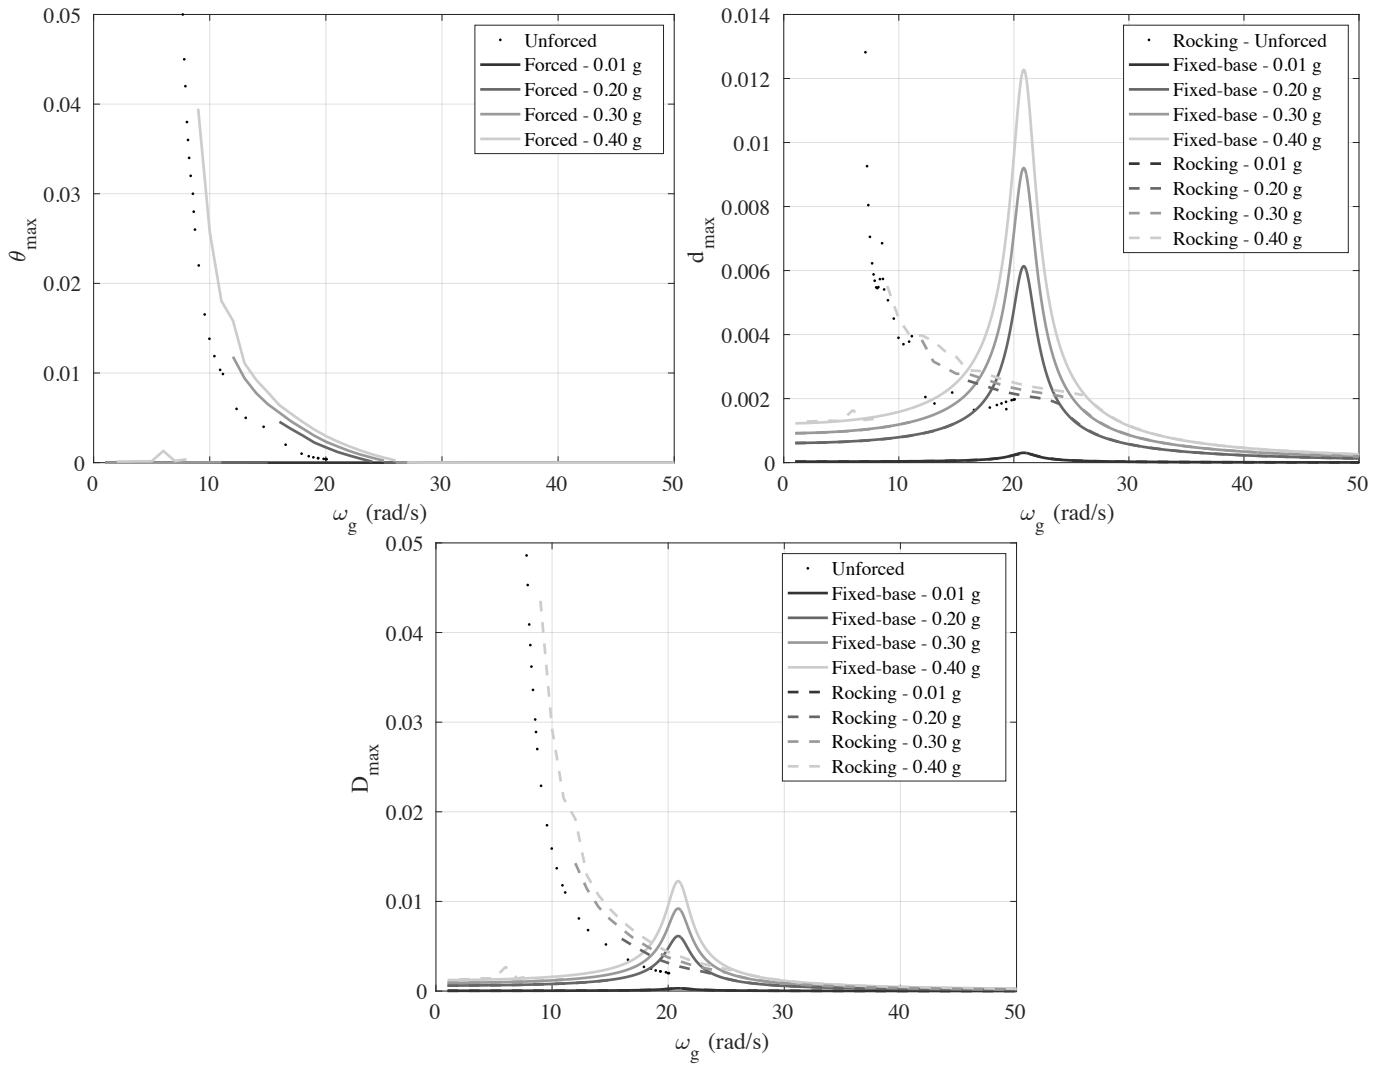 0.05
0.04
0.03
0.02
0.01
0
θmax
0 10 20 30 40 50
ωg (rad/s)
Unforced
Forced - 0.01 g
Forced - 0.20 g
Forced - 0.30 g
Forced - 0.40 g
0.014
0.012
0.01
0.008
0.006
0.004
0.002
0
dmax
0 10 20 30 40 50
ωg (rad/s)
Rocking - Unforced
Fixed-base - 0.01 g
Fixed-base - 0.20 g
Fixed-base - 0.30 g
Fixed-base - 0.40 g
Rocking - 0.01 g
Rocking - 0.20 g
Rocking - 0.30 g
Rocking - 0.40 g
0.05
0.04
0.03
0.02
0.01
0
Dmax
0 10 20 30 40 50
ωg (rad/s)
Unforced
Fixed-base - 0.01 g
Fixed-base - 0.20 g
Fixed-base - 0.30 g
Fixed-base - 0.40 g
Rocking - 0.01 g
Rocking - 0.20 g
Rocking - 0.30 g
Rocking - 0.40 g